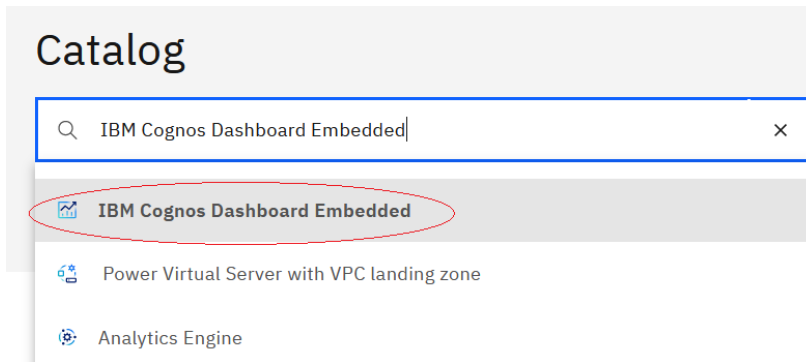 Catalog
IBM Cognos Dashboard Embedded
IBM Cognos Dashboard Embedded
Power Virtual Server with VPC landing zone
Analytics Engine